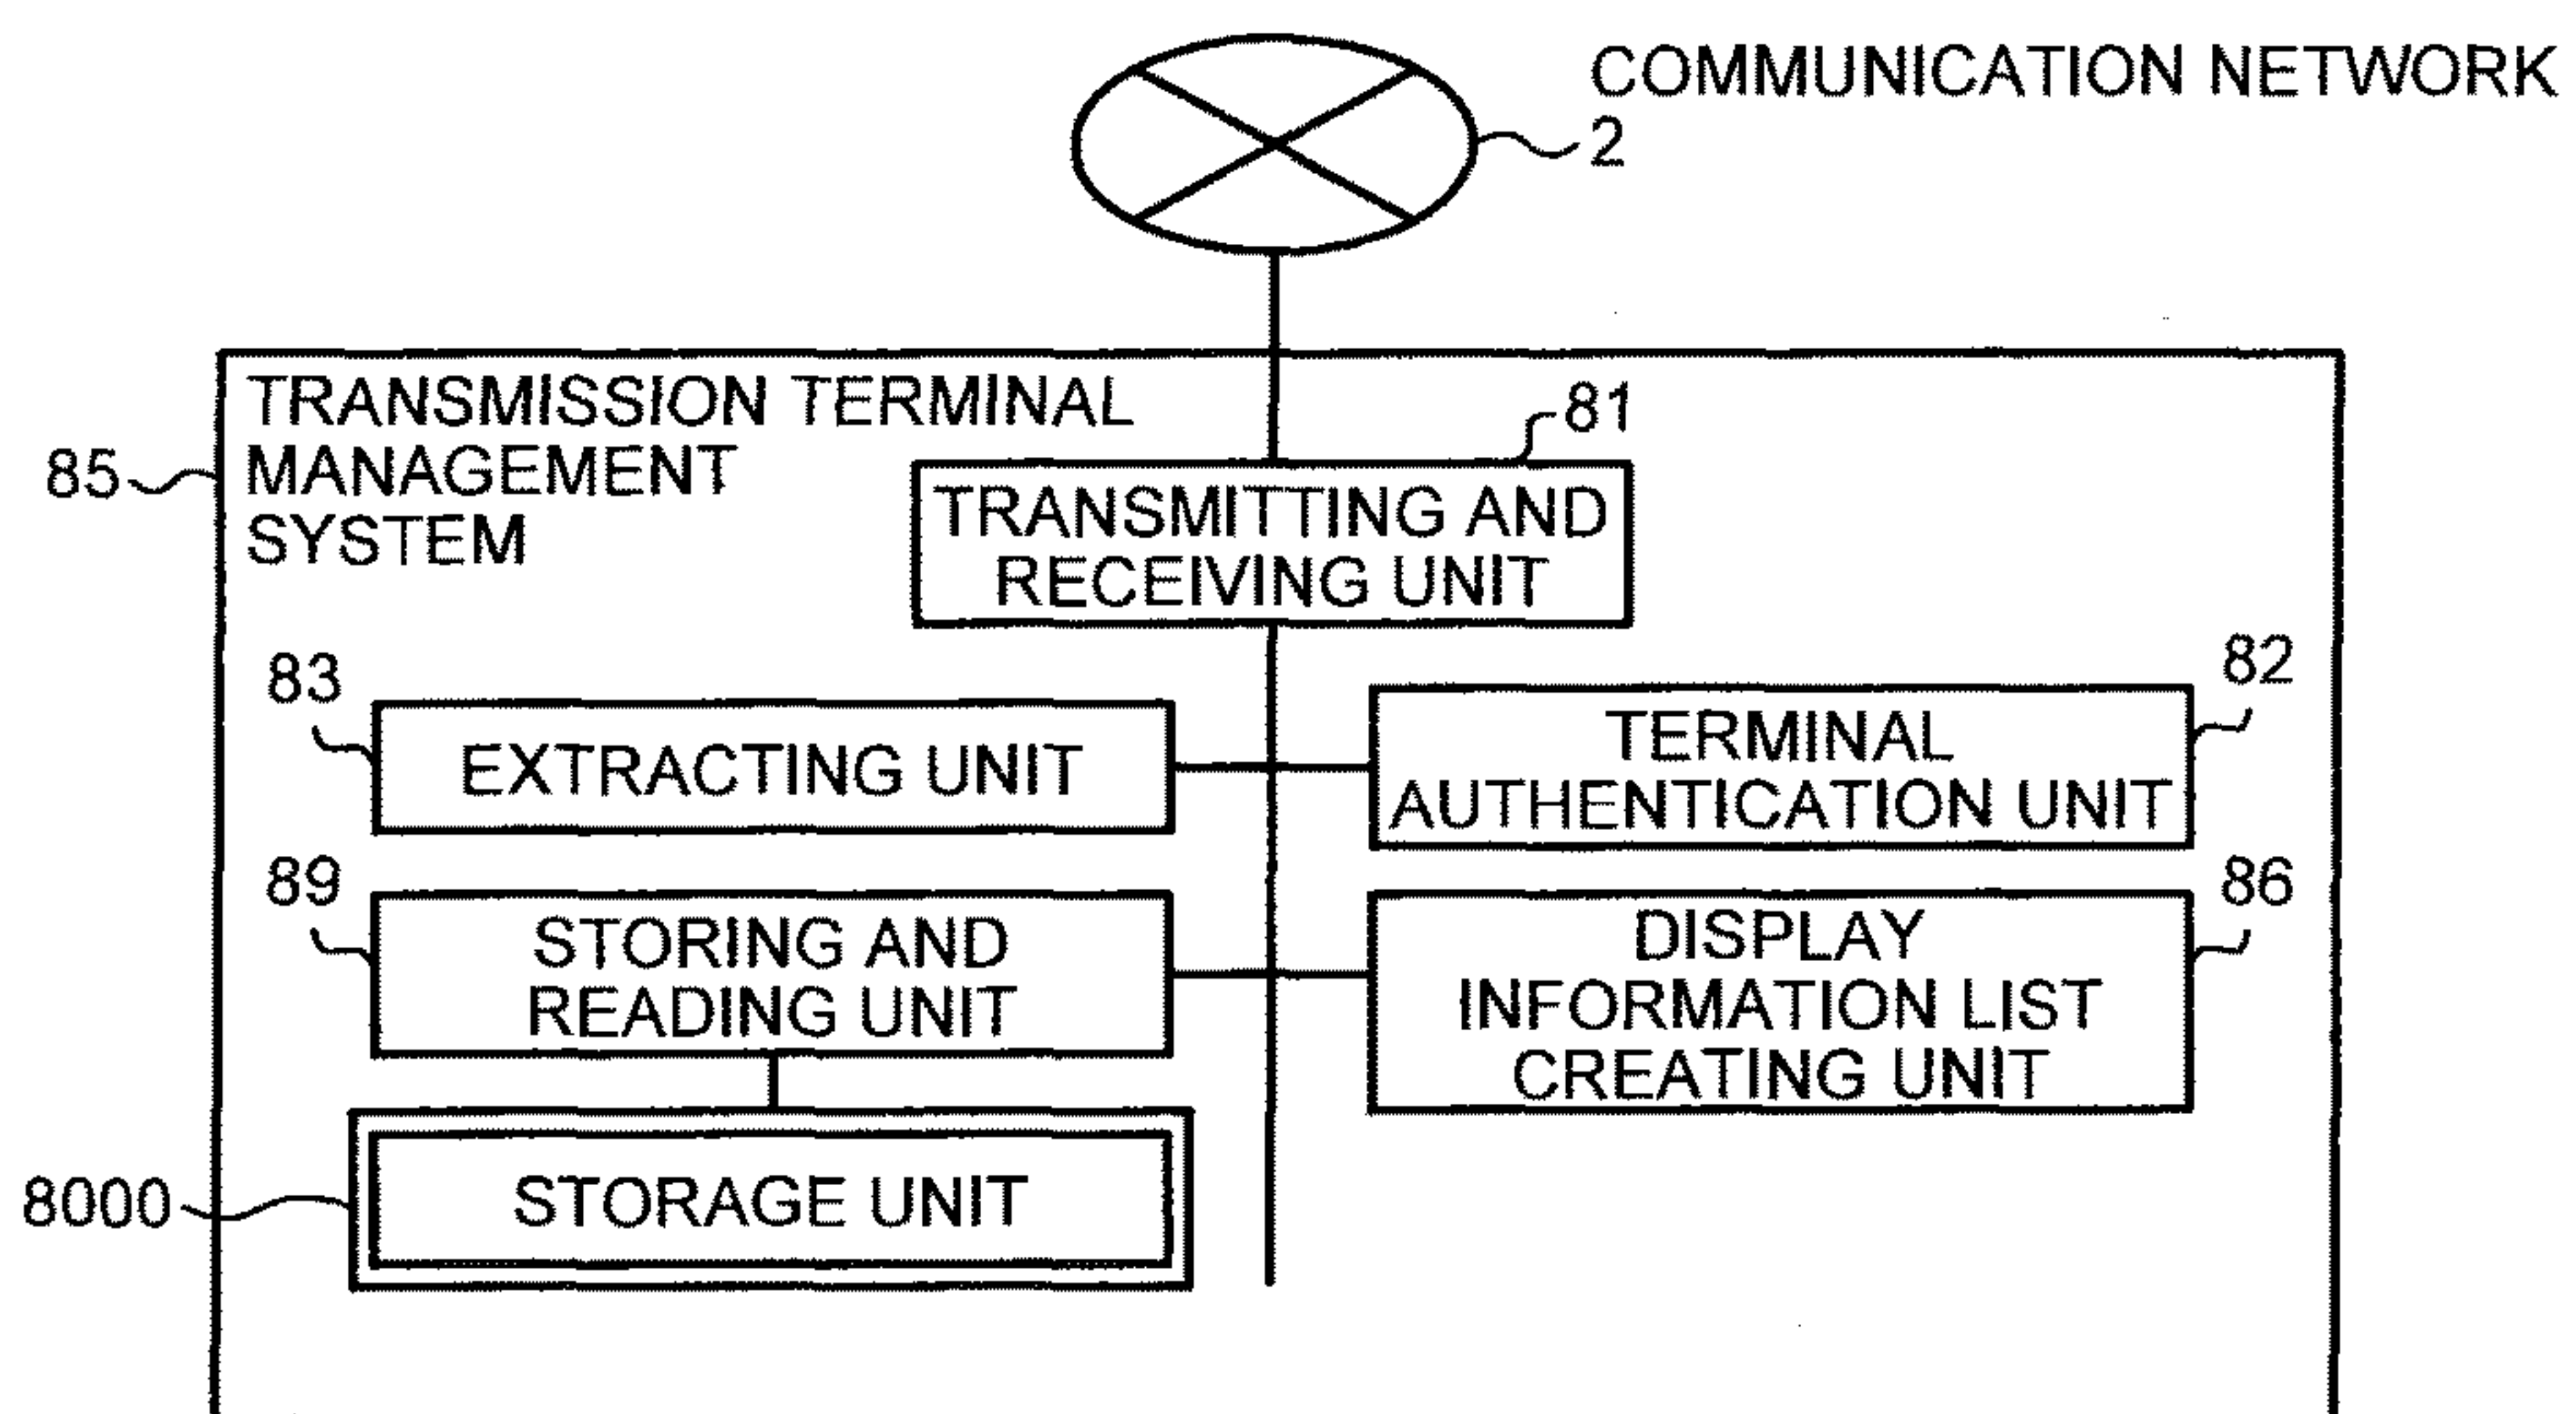 COMMUNICATION NETWORK
2
TRANSMISSION TERMINAL
MANAGEMENT
SYSTEM
85
81
TRANSMITTING AND
RECEIVING UNIT
83
EXTRACTING UNIT
82
TERMINAL
AUTHENTICATION UNIT
89
STORING AND
READING UNIT
86
DISPLAY
INFORMATION LIST
CREATING UNIT
8000
STORAGE UNIT